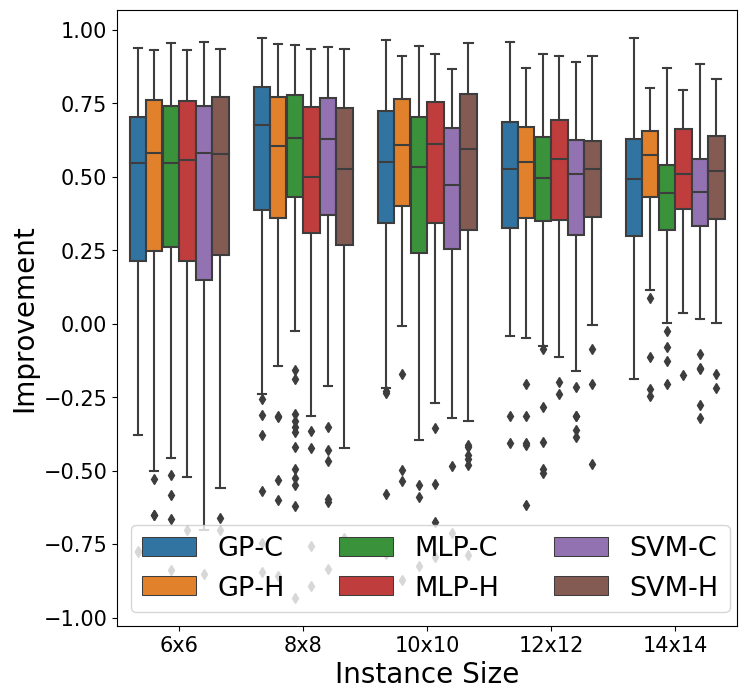 1.00
0.75
0.50
0.25
0.00
−0.25
−0.50
−0.75
−1.00
Improvement
GP-C MLP-C SVM-C
GP-H MLP-H SVM-H
6x6 8x8 10x10 12x12 14x14
Instance Size